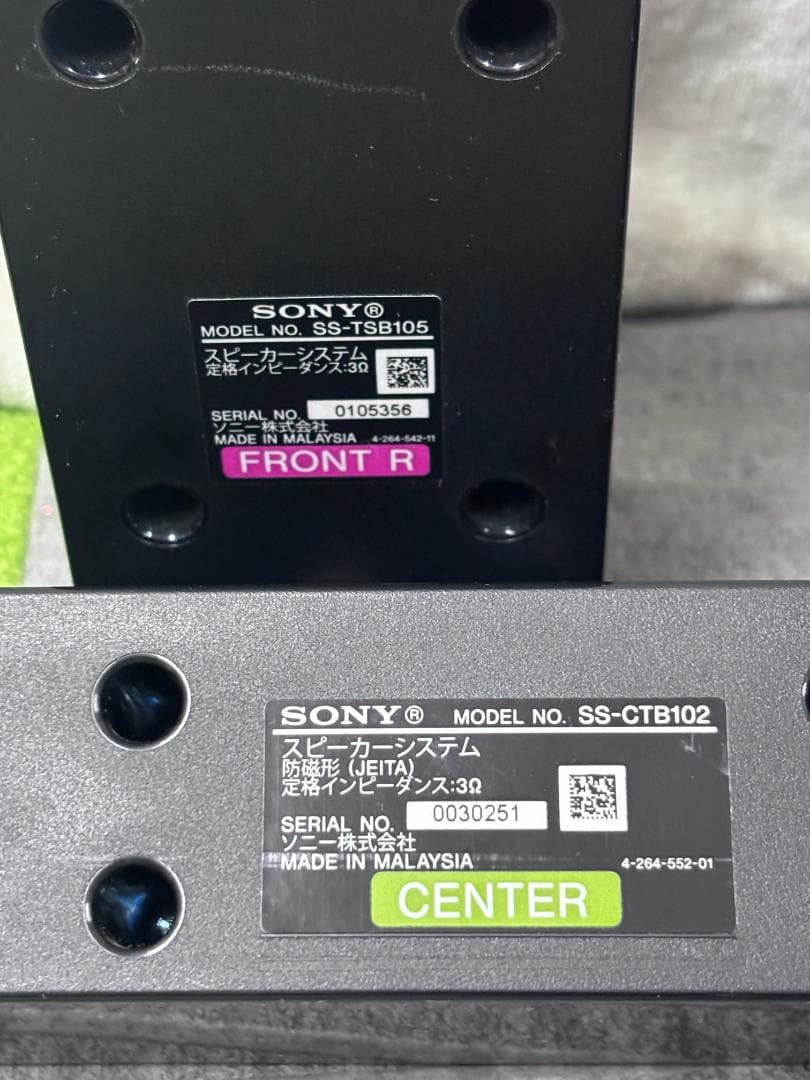 SONY®
MODEL NO. SS-TSB105
スピーカーシステム
定格インピーダンス:3Ω
SERIAL NO. 0105356
ソニー株式会社
MADE IN MALAYSIA 4-264-542-11
FRONT R
SONY® MODEL NO. SS-CTB102
スピーカーシステム
防磁形 (JEITA)
定格インピーダンス:3Ω
SERIAL NO. 0030251
ソニー株式会社
MADE IN MALAYSIA 4-264-552-01
CENTER